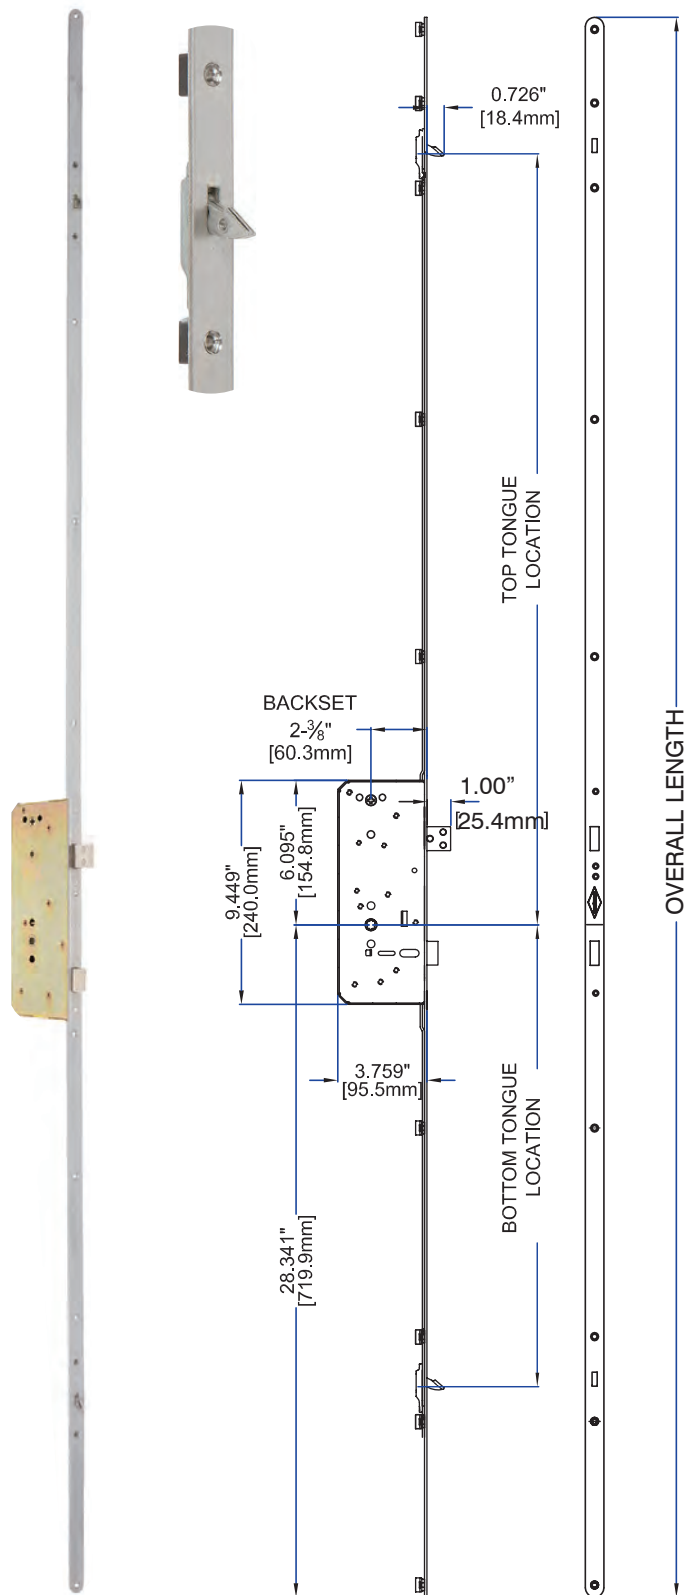 0.726"
[18.4mm]
TOP TONGUE
LOCATION
BACKSET
2-⅜"
[60.3mm]
1.00”
[25.4mm]
6.095"
[154.8mm]
9.449"
[240.0mm]
OVERALL LENGTH
3.759"
[95.5mm]
BOTTOM TONGUE
LOCATION
28.341"
[719.9mm]